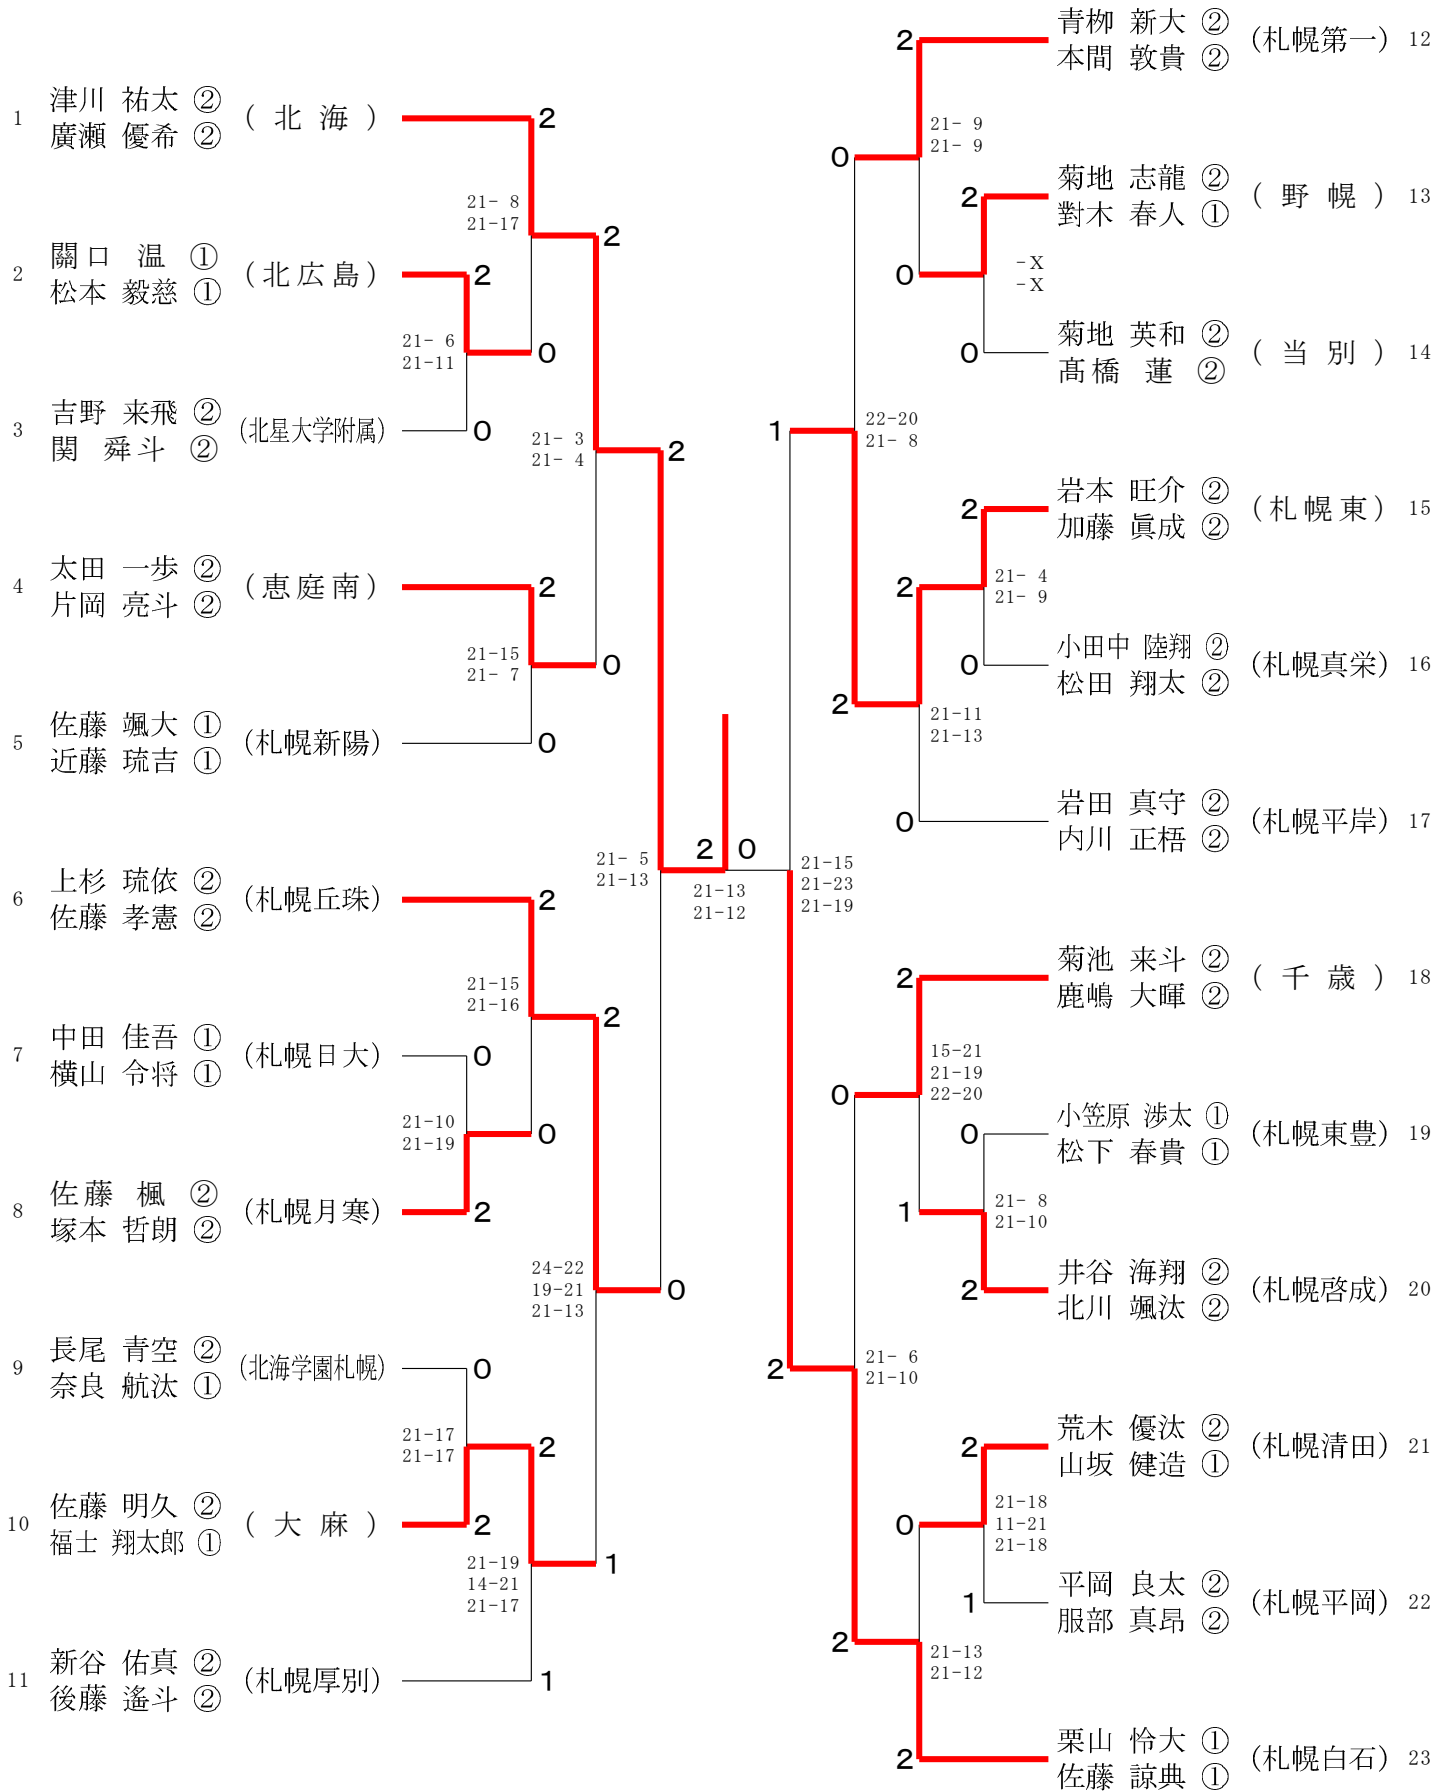 1 津川 祐太 ② ( 北 海 )
廣瀬 優希 ②
2 關口 温 ① (北広島)
松本 毅慈 ①
3 吉野 来飛 ② (北星大学附属)
関 舜斗 ②
4 太田 一歩 ② (恵庭南)
片岡 亮斗 ②
5 佐藤 颯大 ① (札幌新陽)
近藤 琉吉 ①
6 上杉 琉依 ② (札幌丘珠)
佐藤 孝憲 ②
7 中田 佳吾 ① (札幌日大)
横山 令将 ①
8 佐藤 楓 ② (札幌月寒)
塚本 哲朗 ②
9 長尾 青空 ② (北海学園札幌)
奈良 航汰 ①
10 佐藤 明久 ② ( 大 麻 )
福士 翔太郎 ①
11 新谷 佑真 ② (札幌厚別)
後藤 遙斗 ②
2
21- 8
21-17
2
2
21- 6
21-11
0
0
21- 3
21- 4
2
2
21-15
21- 7
0
0
21- 5
21-13
2
21-15
21-16
2
0
21-10
21-19
0
2
24-22
19-21
21-13
0
0
21-17
21-17
2
2
21-19
14-21
21-17
1
1
2 0
21-13
21-12
青栁 新大 ② (札幌第一) 12
本間 敦貴 ②
菊地 志龍 ② ( 野 幌 ) 13
對木 春人 ①
菊地 英和 ② ( 当 別 ) 14
髙橋 蓮 ②
岩本 旺介 ② (札幌東) 15
加藤 眞成 ②
小田中 陸翔 ② (札幌真栄) 16
松田 翔太 ②
岩田 真守 ② (札幌平岸) 17
内川 正梧 ②
菊池 来斗 ② ( 千 歳 ) 18
鹿嶋 大暉 ②
小笠原 渉太 ① (札幌東豊) 19
松下 春貴 ①
井谷 海翔 ② (札幌啓成) 20
北川 颯汰 ②
荒木 優汰 ② (札幌清田) 21
山坂 健造 ①
平岡 良太 ② (札幌平岡) 22
服部 真昂 ②
栗山 怜大 ① (札幌白石) 23
佐藤 諒典 ①
2
21- 9
21- 9
0
2
0
-X
-X
0
1
22-20
21- 8
2
2
21- 4
21- 9
0
2
21-11
21-13
0
21-15
21-23
21-19
2
15-21
21-19
22-20
0
0
1
21- 8
21-10
2
2
21- 6
21-10
2
0
21-18
11-21
21-18
1
2
21-13
21-12
2